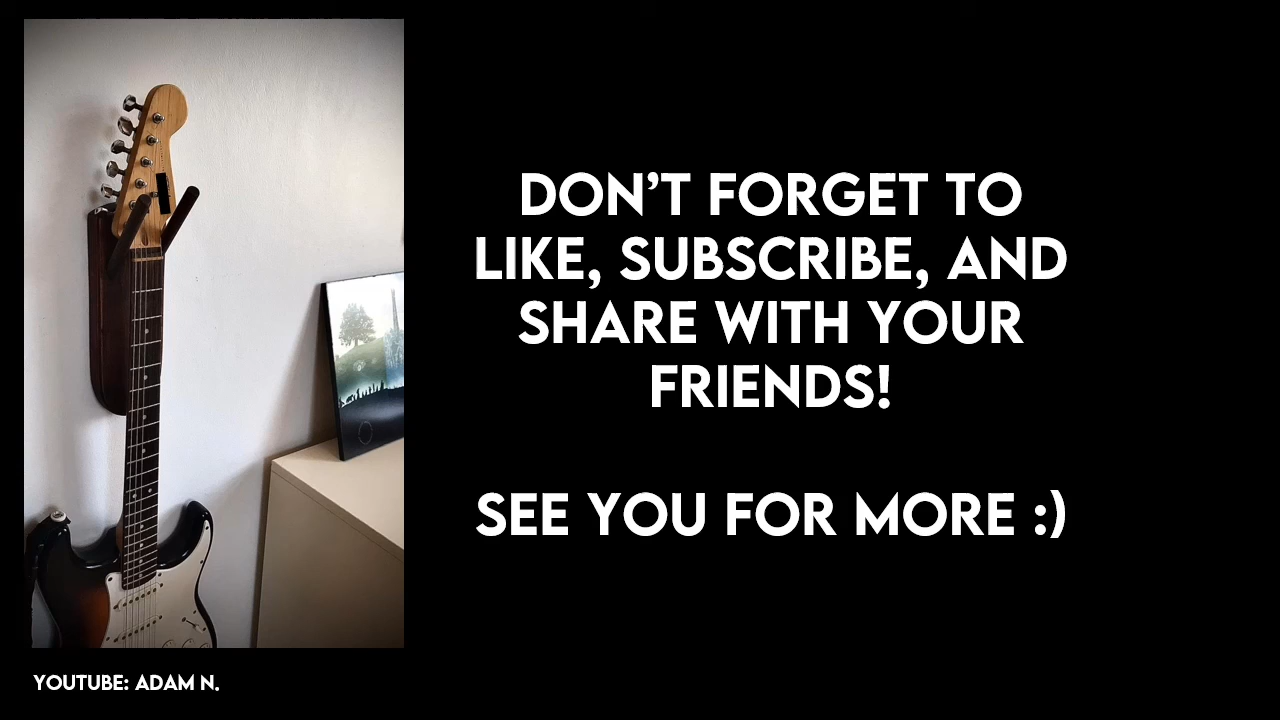 DON'T FORGET TO
LIKE, SUBSCRIBE, AND
SHARE WITH YOUR
FRIENDS!
SEE YOU FOR MORE :)
YOUTUBE: ADAM N.